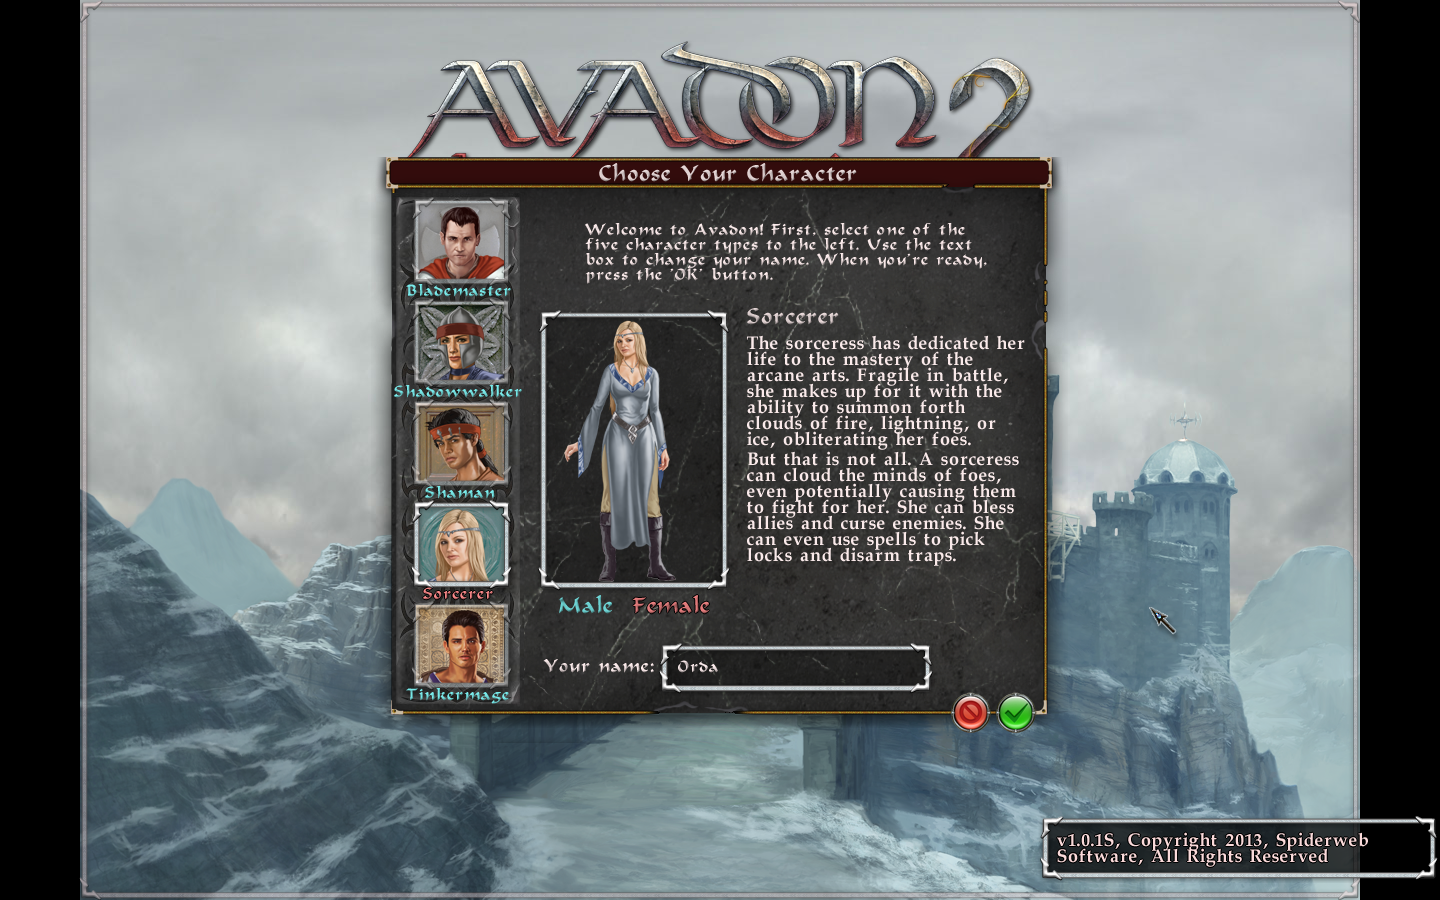 AVADON 2
Choose Your Character
Welcome to Avadon! First, select one of the
five character types to the left. Use the text
box to change your name. When you're ready,
press the 'OK' button.
Blademaster
Shadowwalker
Shaman
Sorcerer
Tinkermage
Sorcerer
The sorceress has dedicated her
life to the mastery of the
arcane arts. Fragile in battle,
she makes up for it with the
ability to summon forth
clouds of fire, lightning, or
ice, obliterating her foes.
But that is not all. A sorceress
can cloud the minds of foes,
even potentially causing them
to fight for her. She can bless
allies and curse enemies. She
can even use spells to pick
locks and disarm traps.
Male Female
Your name: Orda
v1.0.1S, Copyright 2013, Spiderweb
Software, All Rights Reserved